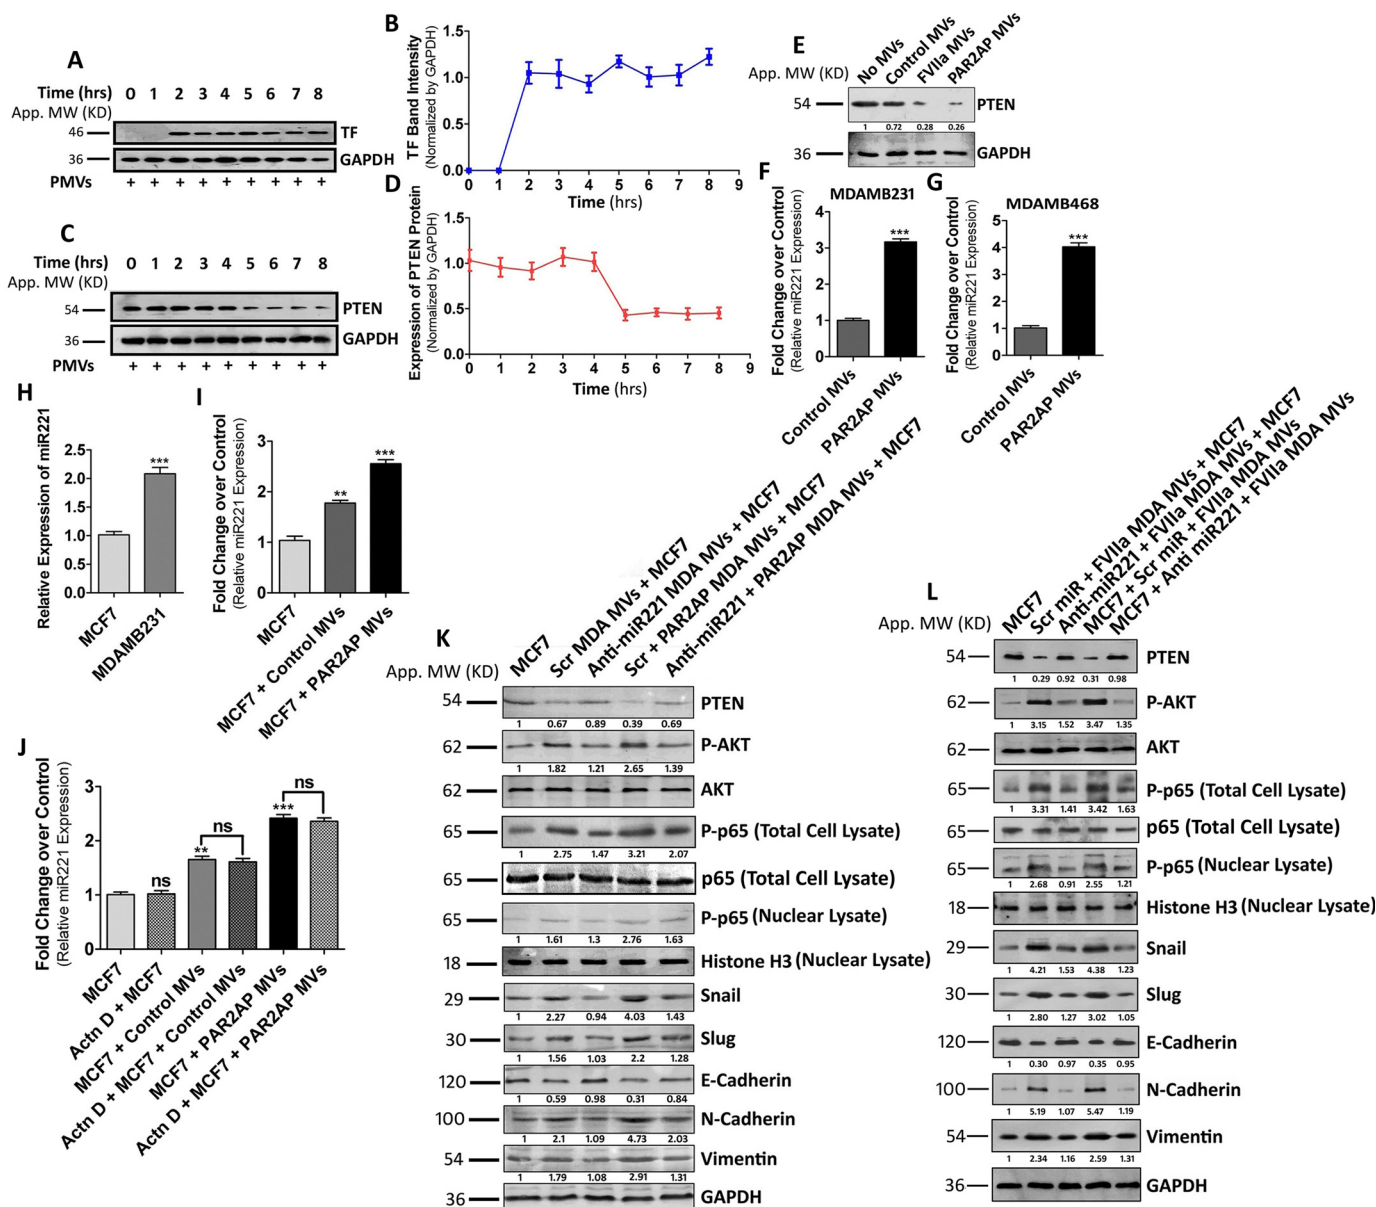 A
Time (hrs) 0 1 2 3 4 5 6 7 8
App. MW (KD)
46 TF
36 GAPDH
PMVs + + + + + + + + +
B
TF Band Intensity
(Normalized by GAPDH)
1.5
1.0
0.5
0.0
0 1 2 3 4 5 6 7 8 9
Time (hrs)
C
Time (hrs) 0 1 2 3 4 5 6 7 8
App. MW (KD)
54 PTEN
36 GAPDH
PMVs + + + + + + + + +
D
Expression of PTEN Protein
(Normalized by GAPDH)
1.5
1.0
0.5
0.0
0 1 2 3 4 5 6 7 8 9
Time (hrs)
E
No MVs
Control MVs
FVIIa MVs
PAR2AP MVs
App. MW (KD)
54 PTEN
1 0.72 0.28 0.26
36 GAPDH
F
MDAMB231
Fold Change over Control
(Relative miR221 Expression)
4
3
2
1
0
***
Control MVs
PAR2AP MVs
G
MDAMB468
Fold Change over Control
(Relative miR221 Expression)
5
4
3
2
1
0
***
Control MVs
PAR2AP MVs
H
Relative Expression of miR221
2.5
2.0
1.5
1.0
0.5
0.0
***
MCF7
MDAMB231
I
Fold Change over Control
(Relative miR221 Expression)
3
2
1
0
**
***
MCF7
MCF7 + Control MVs
MCF7 + PAR2AP MVs
J
Fold Change over Control
(Relative miR221 Expression)
3
2
1
0
ns
**
ns
***
ns
MCF7
Actn D + MCF7
MCF7 + Control MVs
Actn D + MCF7 + Control MVs
MCF7 + PAR2AP MVs
Actn D + MCF7 + PAR2AP MVs
K
MCF7
Scr MDA MVs + MCF7
Anti-miR221 MDA MVs + MCF7
Scr + PAR2AP MDA MVs + MCF7
Anti-miR221 + PAR2AP MDA MVs + MCF7
App. MW (KD)
54 PTEN
1 0.67 0.89 0.39 0.69
62 P-AKT
1 1.82 1.21 2.65 1.39
62 AKT
65 P-p65 (Total Cell Lysate)
1 2.75 1.47 3.21 2.07
65 p65 (Total Cell Lysate)
65 P-p65 (Nuclear Lysate)
1 1.61 1.3 2.76 1.63
18 Histone H3 (Nuclear Lysate)
29 Snail
1 2.27 0.94 4.03 1.43
30 Slug
1 1.56 1.03 2.2 1.28
120 E-Cadherin
1 0.59 0.98 0.31 0.84
100 N-Cadherin
1 2.1 1.09 4.73 2.03
54 Vimentin
1 1.79 1.08 2.91 1.31
36 GAPDH
L
MCF7
Scr miR + FVIIa MDA MVs + MCF7
Anti-miR221 + FVIIa MDA MVs + MCF7
MCF7 + Scr miR + FVIIa MDA MVs
MCF7 + Anti miR221 + FVIIa MDA MVs
App. MW (KD)
54 PTEN
1 0.29 0.92 0.31 0.98
62 P-AKT
1 3.15 1.52 3.47 1.35
62 AKT
65 P-p65 (Total Cell Lysate)
1 3.31 1.41 3.42 1.63
65 p65 (Total Cell Lysate)
65 P-p65 (Nuclear Lysate)
1 2.68 0.91 2.55 1.21
18 Histone H3 (Nuclear Lysate)
29 Snail
1 4.21 1.53 4.38 1.23
30 Slug
1 2.80 1.27 3.02 1.05
120 E-Cadherin
1 0.30 0.97 0.35 0.95
100 N-Cadherin
1 5.19 1.07 5.47 1.19
54 Vimentin
1 2.34 1.16 2.59 1.31
36 GAPDH